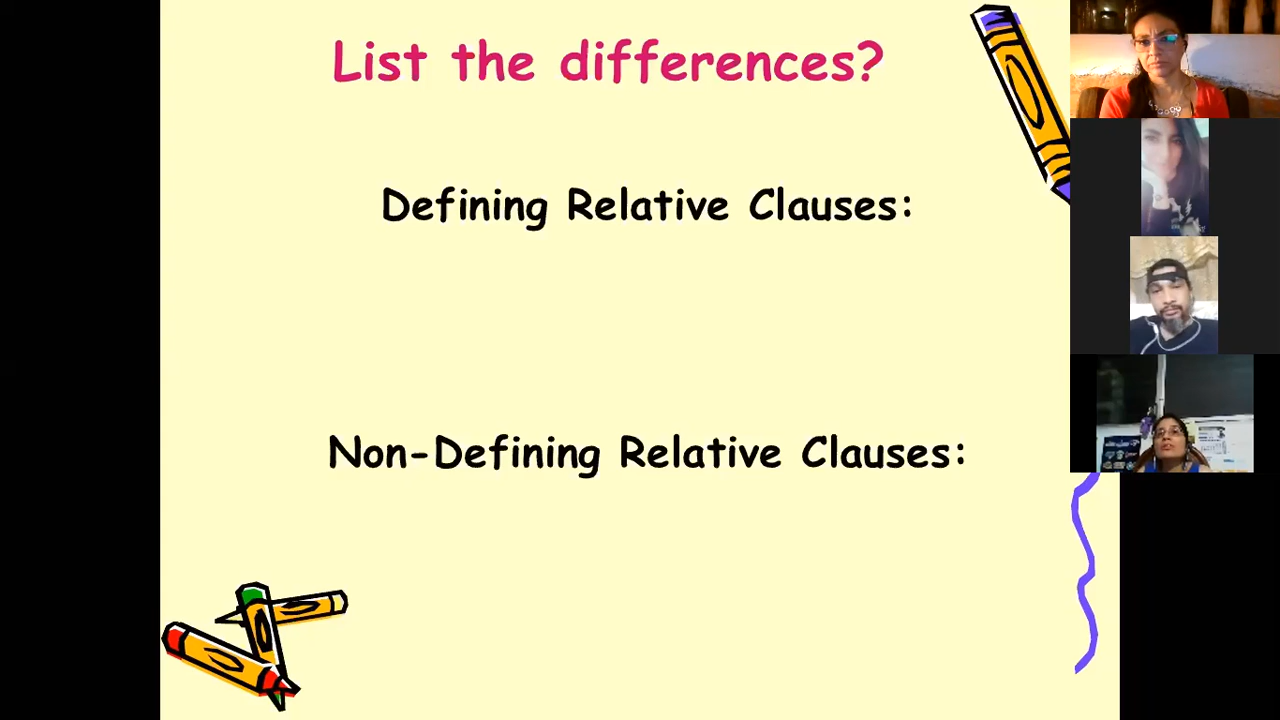 List the differences?
Defining Relative Clauses:
Non-Defining Relative Clauses: